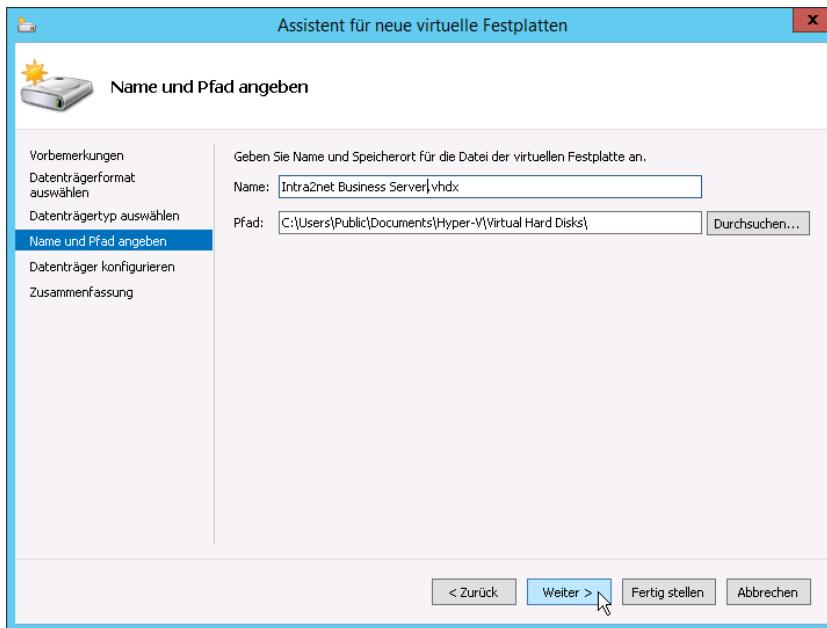 Assistent für neue virtuelle Festplatten
x
Name und Pfad angeben
Vorbemerkungen
Datenträgerformat
auswählen
Datenträgertyp auswählen
Name und Pfad angeben
Datenträger konfigurieren
Zusammenfassung
Geben Sie Name und Speicherort für die Datei der virtuellen Festplatte an.
Name: Intra2net Business Server.vhdx
Pfad: C:\Users\Public\Documents\Hyper-V\Virtual Hard Disks\ Durchsuchen...
< Zurück Weiter > Fertig stellen Abbrechen